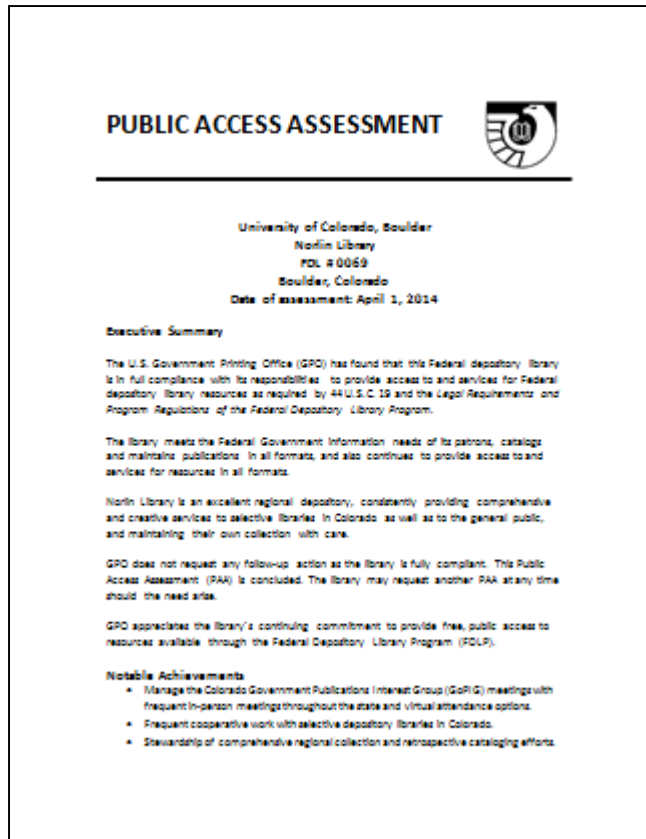 PUBLIC ACCESS ASSESSMENT
University of Colorado, Boulder
Norlin Library
FDL # 0069
Boulder, Colorado
Date of assessment: April 1, 2014
Executive Summary
The U.S. Government Printing Office (GPO) has found that this Federal depository library
is in full compliance with its responsibilities to provide access to and services for Federal
depository library resources as required by 44 U.S.C. 19 and the Legal Requirements and
Program Regulations of the Federal Depository Library Program.
The library meets the Federal Government information needs of its patrons, catalogs
and maintains publications in all formats, and also continues to provide access to and
services for resources in all formats.
Norlin Library is an excellent regional depository, consistently providing comprehensive
and creative services to selective libraries in Colorado as well as to the general public,
and maintaining their own collection with care.
GPO does not request any follow-up action as the library is fully compliant. This Public
Access Assessment (PAA) is concluded. The library may request another PAA at any time
should the need arise.
GPO appreciates the library's continuing commitment to provide free, public access to
resources available through the Federal Depository Library Program (FDLP).
Notable Achievements
• Manage the Colorado Government Publications Interest Group (GoPIG) meetings with
frequent in-person meetings throughout the state and virtual attendance options.
• Frequent cooperative work with selective depository libraries in Colorado.
• Stewardship of comprehensive regional collection and retrospective cataloging efforts.